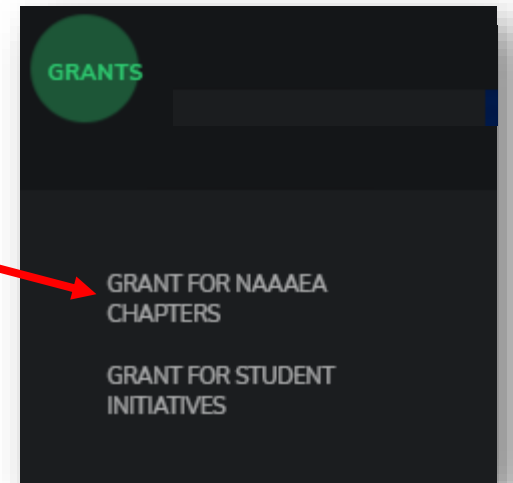 GRANTS
GRANT FOR NAAAEA
CHAPTERS
GRANT FOR STUDENT
INITIATIVES